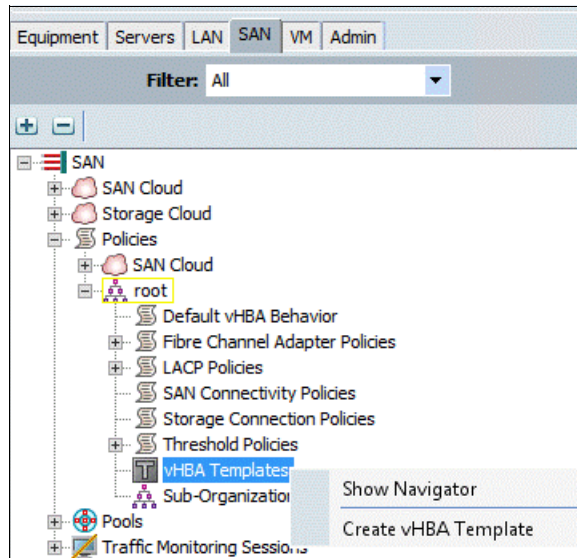 Equipment Servers LAN SAN VM Admin
Filter: All
SAN
SAN Cloud
Storage Cloud
Policies
SAN Cloud
root
Default vHBA Behavior
Fibre Channel Adapter Policies
LACP Policies
SAN Connectivity Policies
Storage Connection Policies
Threshold Policies
vHBA Templates
Show Navigator
Sub-Organization
Create vHBA Template
Pools
Traffic Monitoring Sessions